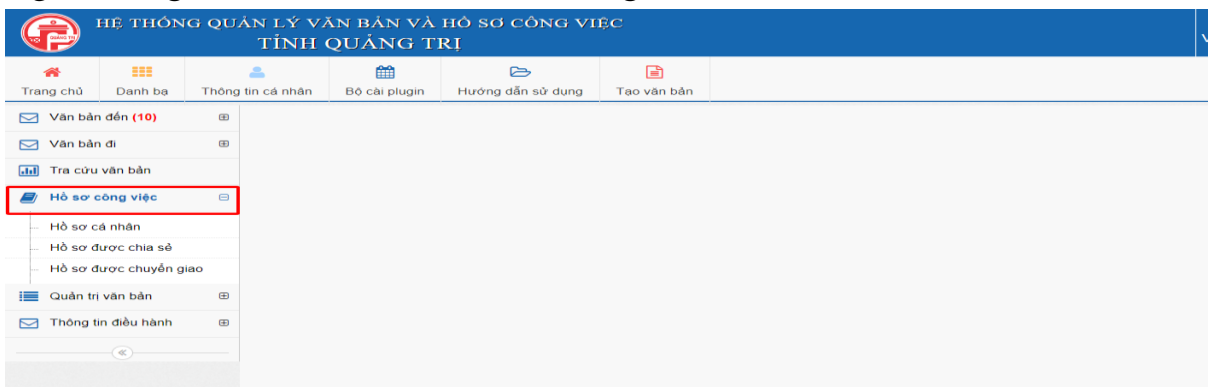 HỆ THỐNG QUẢN LÝ VĂN BẢN VÀ HỒ SƠ CÔNG VIỆC
TỈNH QUẢNG TRỊ
Trang chủ Danh bạ Thông tin cá nhân Bộ cài plugin Hướng dẫn sử dụng Tạo văn bản
Văn bản đến (10)
Văn bản đi
Tra cứu văn bản
Hồ sơ công việc
Hồ sơ cá nhân
Hồ sơ được chia sẻ
Hồ sơ được chuyển giao
Quản trị văn bản
Thông tin điều hành